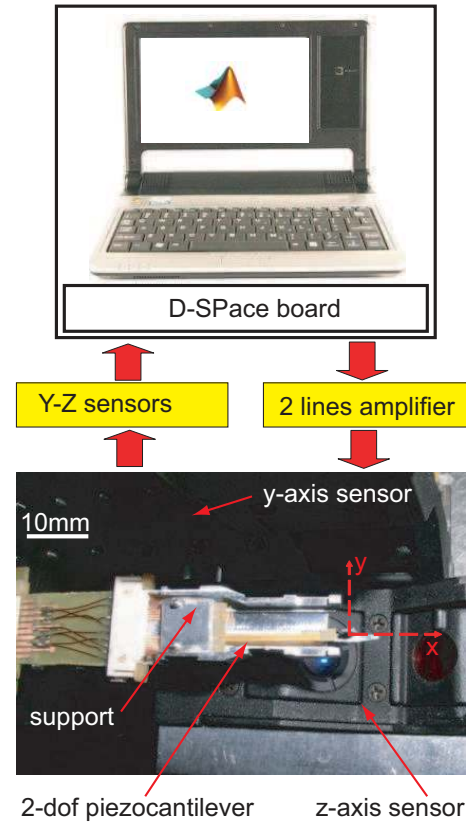 D-SPace board
Y-Z sensors
2 lines amplifier
y-axis sensor
10mm
y
x
support
2-dof piezocantilever
z-axis sensor